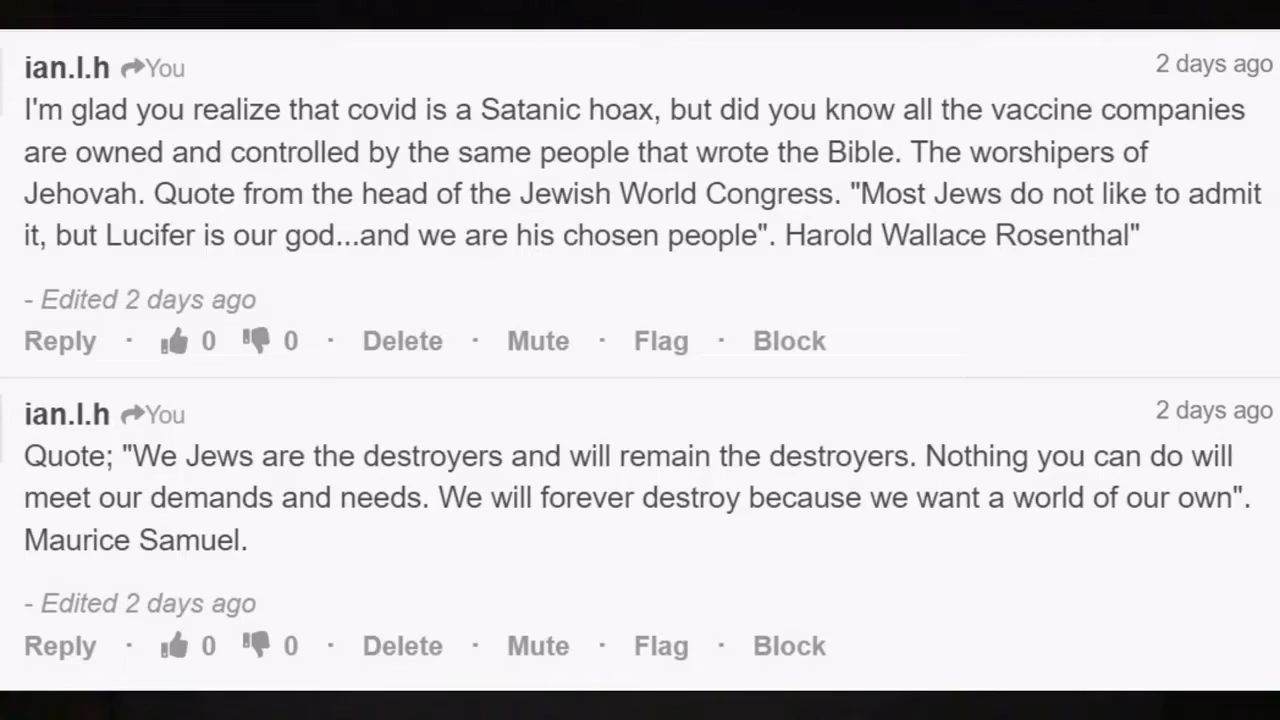 ian.l.h You 2 days ago
I'm glad you realize that covid is a Satanic hoax, but did you know all the vaccine companies
are owned and controlled by the same people that wrote the Bible. The worshipers of
Jehovah. Quote from the head of the Jewish World Congress. "Most Jews do not like to admit
it, but Lucifer is our god...and we are his chosen people". Harold Wallace Rosenthal"
- Edited 2 days ago
Reply · 0 0 · Delete · Mute · Flag · Block
ian.l.h You 2 days ago
Quote; "We Jews are the destroyers and will remain the destroyers. Nothing you can do will
meet our demands and needs. We will forever destroy because we want a world of our own".
Maurice Samuel.
- Edited 2 days ago
Reply · 0 0 · Delete · Mute · Flag · Block